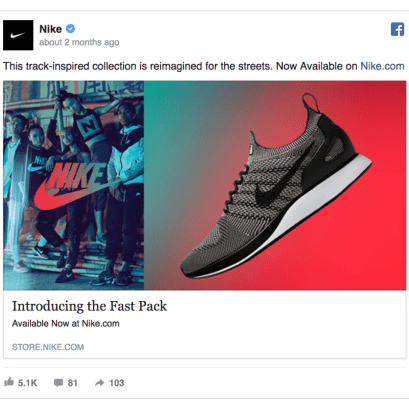 Nike
about 2 months ago
This track-inspired collection is reimagined for the streets. Now Available on Nike.com
NIKE
Introducing the Fast Pack
Available Now at Nike.com
STORE.NIKE.COM
5.1K 81 103